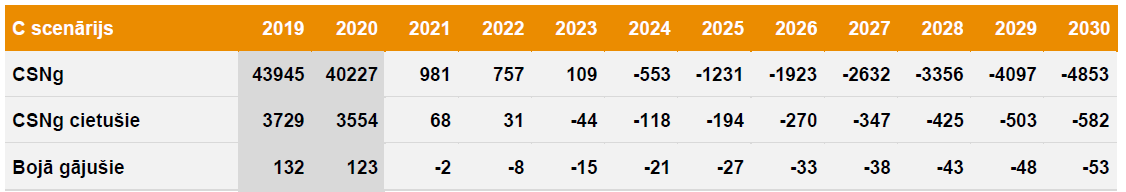 C scenārijs 2019 2020 2021 2022 2023 2024 2025 2026 2027 2028 2029 2030
CSNg 43945 40227 981 757 109 -553 -1231 -1923 -2632 -3356 -4097 -4853
CSNg cietušie 3729 3554 68 31 -44 -118 -194 -270 -347 -425 -503 -582
Bojā gājušie 132 123 -2 -8 -15 -21 -27 -33 -38 -43 -48 -53